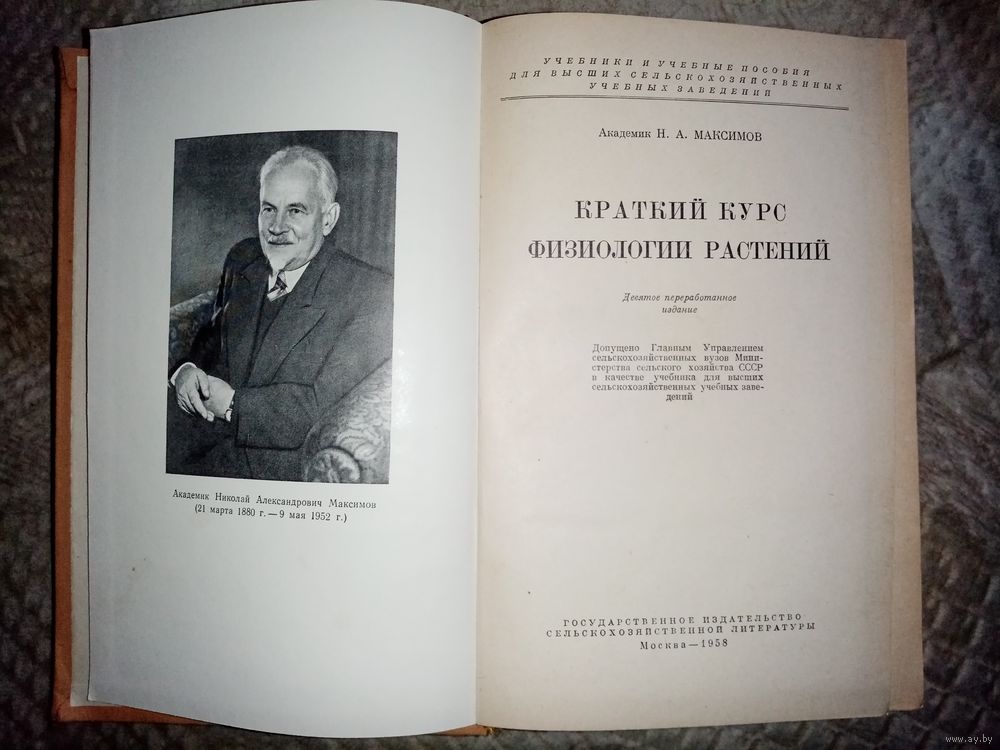 Академик Николай Александрович Максимов
(21 марта 1880 г.—9 мая 1952 г.)
УЧЕБНИКИ И УЧЕБНЫЕ ПОСОБИЯ
ДЛЯ ВЫСШИХ СЕЛЬСКОХОЗЯЙСТВЕННЫХ
УЧЕБНЫХ ЗАВЕДЕНИЙ
Академик Н. А. МАКСИМОВ
КРАТКИЙ КУРС
ФИЗИОЛОГИИ РАСТЕНИЙ
Девятое переработанное
издание
Допущено Главным Управлением
сельскохозяйственных вузов Мини-
стерства сельского хозяйства СССР
в качестве учебника для высших
сельскохозяйственных учебных заве-
дений
ГОСУДАРСТВЕННОЕ ИЗДАТЕЛЬСТВО
СЕЛЬСКОХОЗЯЙСТВЕННОЙ ЛИТЕРАТУРЫ
Москва—1958
www.ay.by